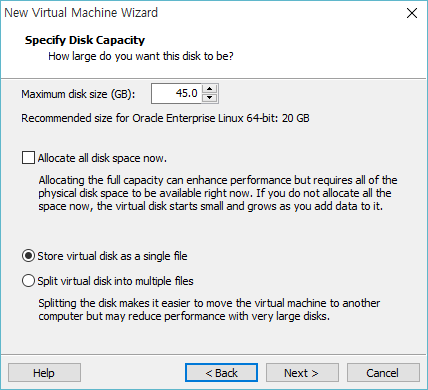 New Virtual Machine Wizard
Specify Disk Capacity
How large do you want this disk to be?
Maximum disk size (GB): 45.0
Recommended size for Oracle Enterprise Linux 64-bit: 20 GB
Allocate all disk space now.
Allocating the full capacity can enhance performance but requires all of the
physical disk space to be available right now. If you do not allocate all the
space now, the virtual disk starts small and grows as you add data to it.
Store virtual disk as a single file
Split virtual disk into multiple files
Splitting the disk makes it easier to move the virtual machine to another
computer but may reduce performance with very large disks.
Help < Back Next > Cancel